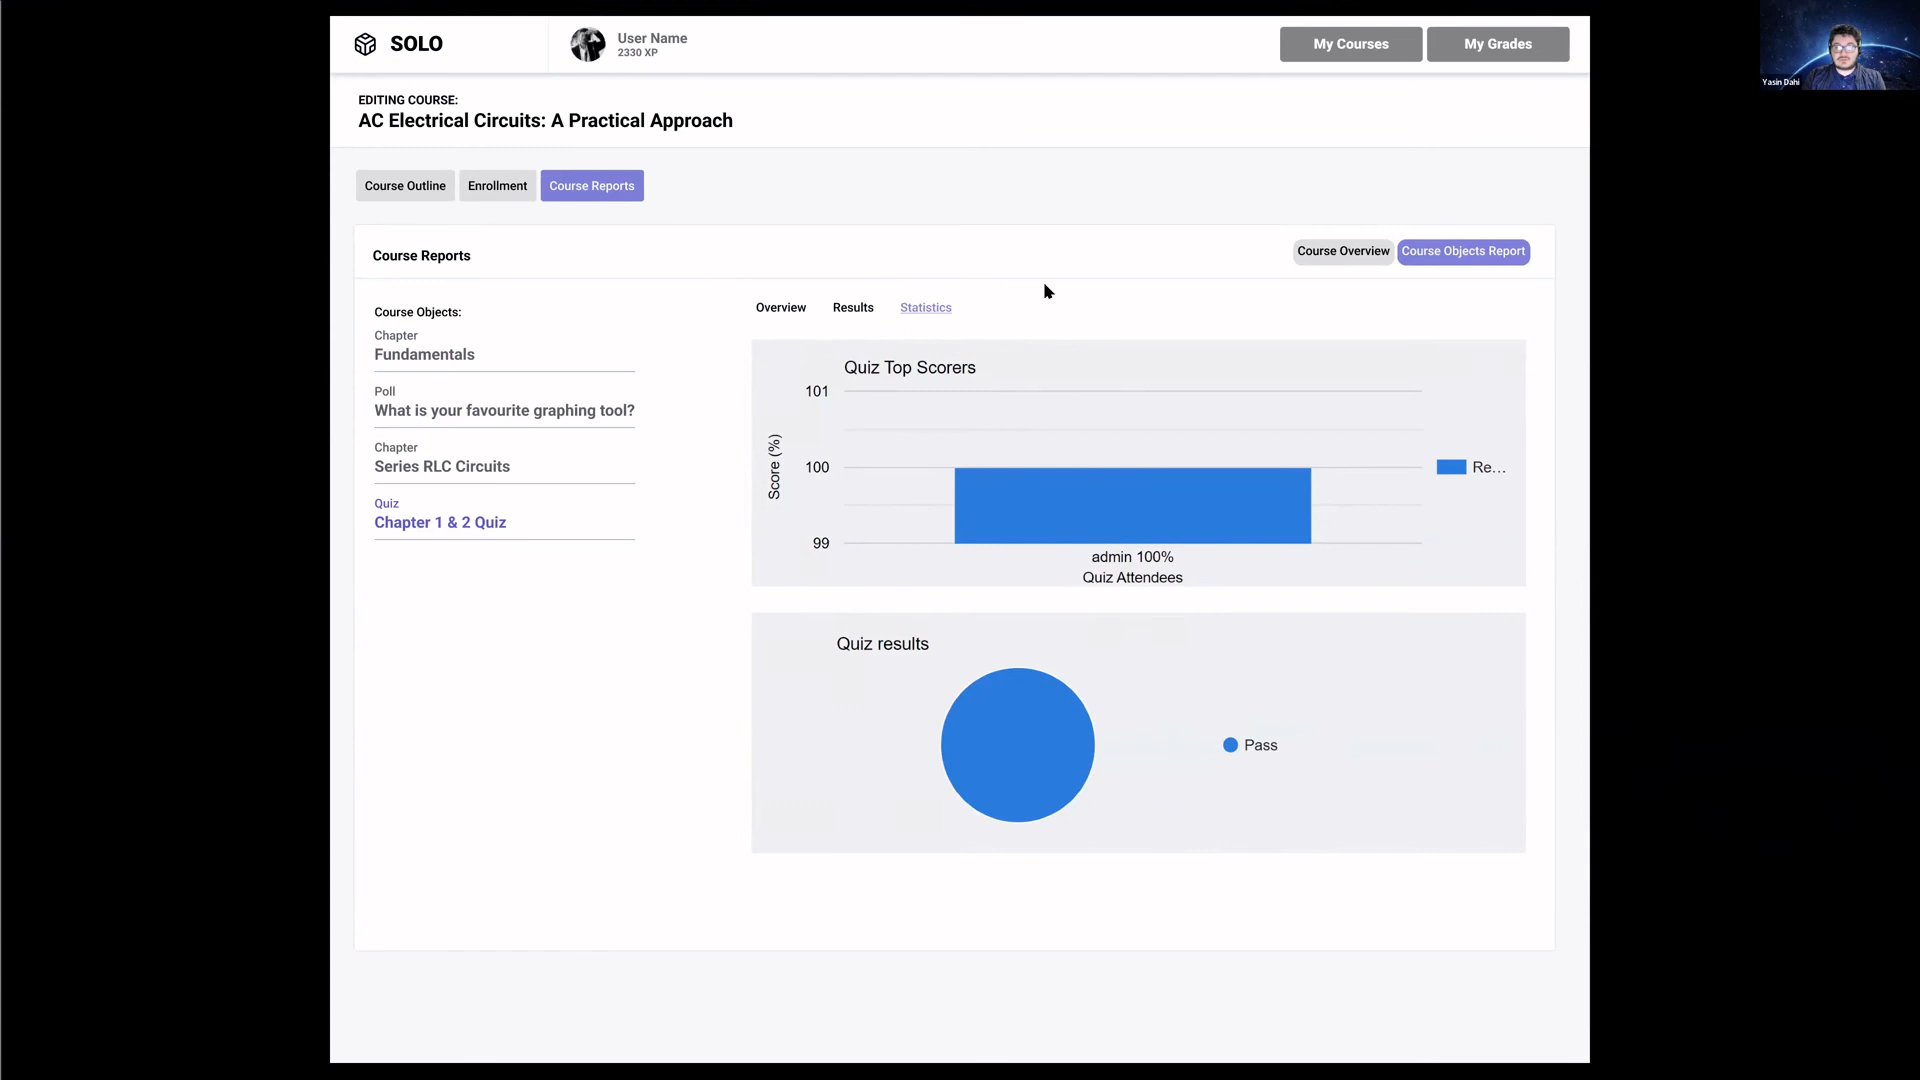 SOLO
User Name
2330 XP
My Courses
My Grades
Yasin Dahi
EDITING COURSE:
AC Electrical Circuits: A Practical Approach
Course Outline
Enrollment
Course Reports
Course Reports
Course Overview
Course Objects Report
Course Objects:
Chapter
Fundamentals
Poll
What is your favourite graphing tool?
Chapter
Series RLC Circuits
Quiz
Chapter 1 & 2 Quiz
Overview
Results
Statistics
Quiz Top Scorers
101
100
99
Score (%)
Re...
admin 100%
Quiz Attendees
Quiz results
Pass